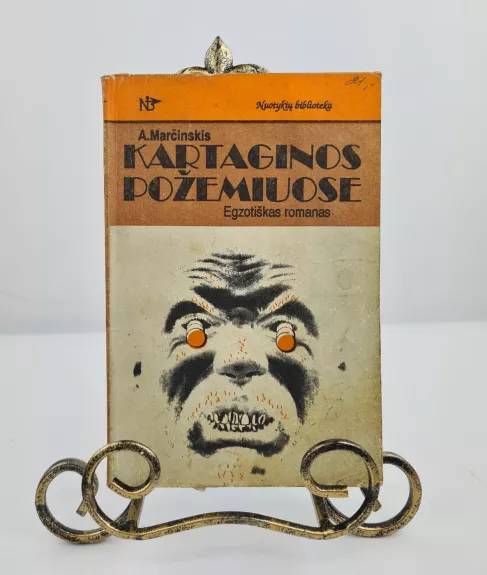 NB
Nuotykių biblioteka
A.Marčinskis
KARTAGINOS
POŽEMIUOSE
Egzotiškas romanas